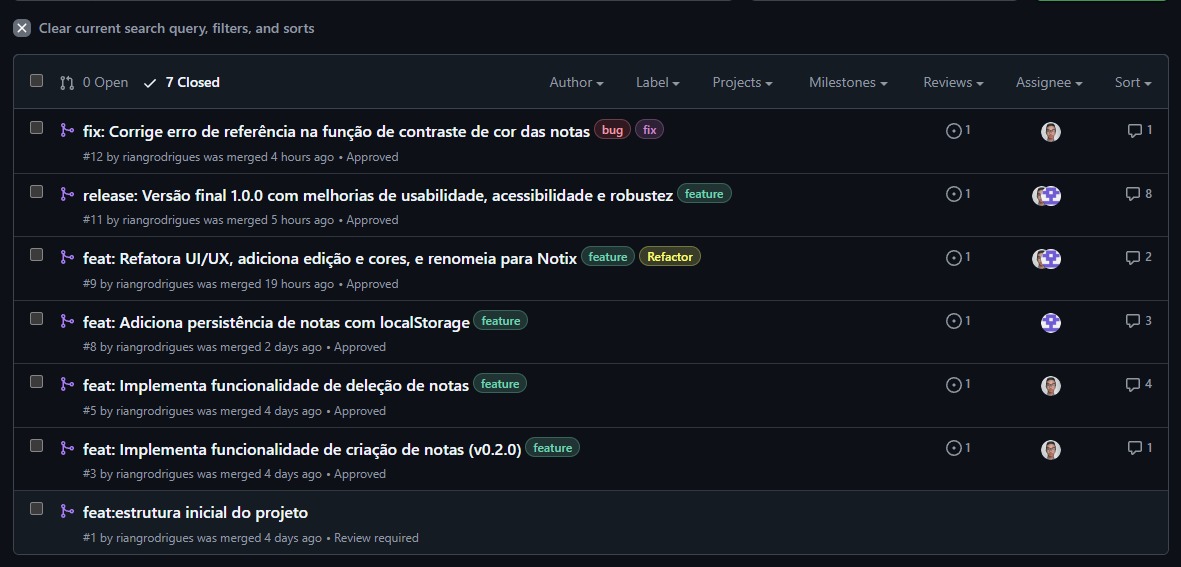 Clear current search query, filters, and sorts
0 Open 7 Closed Author Label Projects Milestones Reviews Assignee Sort
fix: Corrige erro de referência na função de contraste de cor das notas bug fix 1 1
#12 by riangrodrigues was merged 4 hours ago • Approved
release: Versão final 1.0.0 com melhorias de usabilidade, acessibilidade e robustez feature 1 8
#11 by riangrodrigues was merged 5 hours ago • Approved
feat: Refatora UI/UX, adiciona edição e cores, e renomeia para Notix feature Refactor 1 2
#9 by riangrodrigues was merged 19 hours ago • Approved
feat: Adiciona persistência de notas com localStorage feature 1 3
#8 by riangrodrigues was merged 2 days ago • Approved
feat: Implementa funcionalidade de deleção de notas feature 1 4
#5 by riangrodrigues was merged 4 days ago • Approved
feat: Implementa funcionalidade de criação de notas (v0.2.0) feature 1 1
#3 by riangrodrigues was merged 4 days ago • Approved
feat:estrutura inicial do projeto
#1 by riangrodrigues was merged 4 days ago • Review required